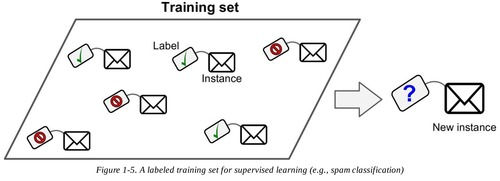 Training set
Label
Instance
?
New instance
Figure 1-5. A labeled training set for supervised learning (e.g., spam classification)